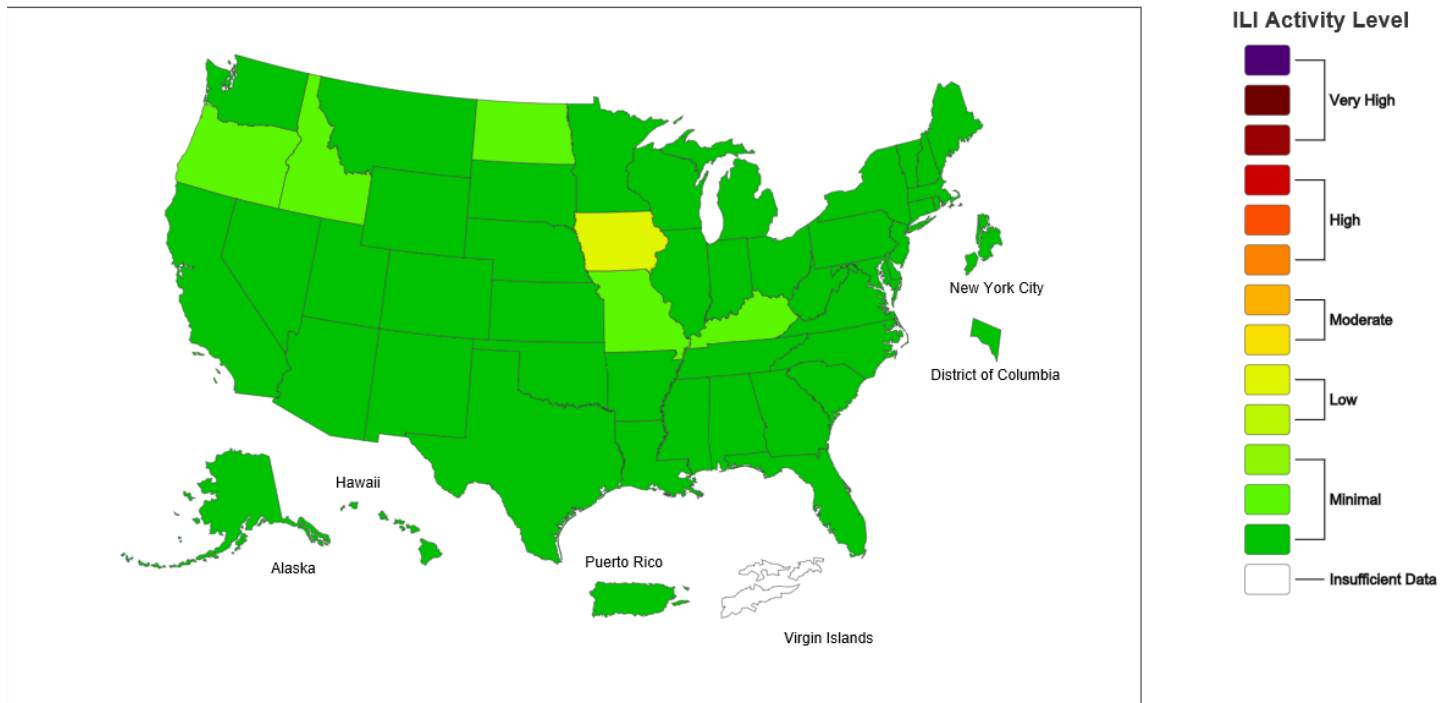 ILI Activity Level
Very High
High
Moderate
Low
Minimal
Insufficient Data
New York City
District of Columbia
Hawaii
Alaska
Puerto Rico
Virgin Islands